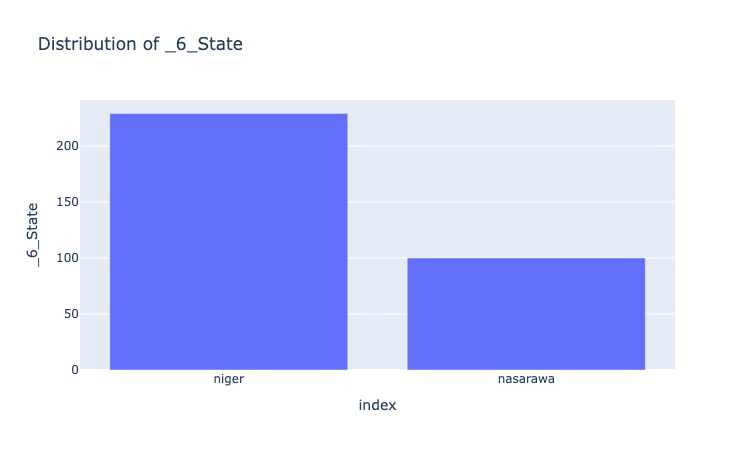 Distribution of _6_State
200
150
100
50
0
_6_State
niger
nasarawa
index